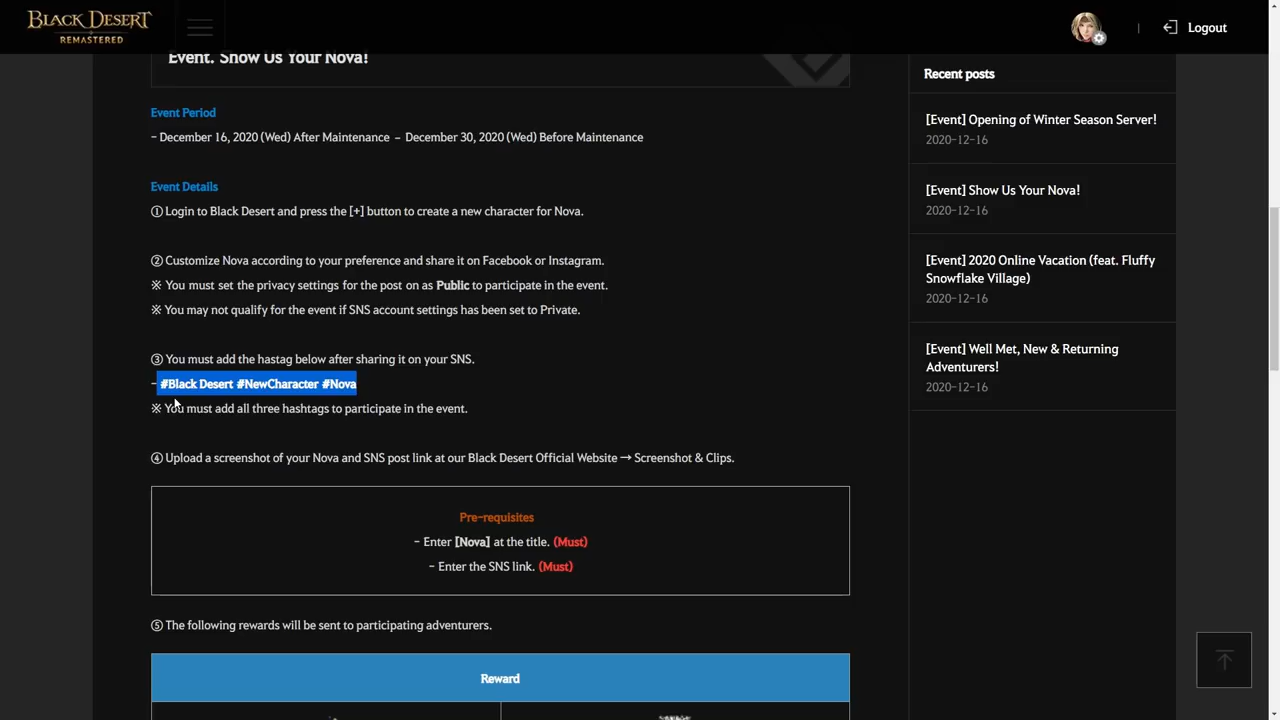 BLACK DESERT
REMASTERED
Logout
Event. Show Us Your Nova!
Event Period
- December 16, 2020 (Wed) After Maintenance – December 30, 2020 (Wed) Before Maintenance
Event Details
① Login to Black Desert and press the [+] button to create a new character for Nova.
② Customize Nova according to your preference and share it on Facebook or Instagram.
※ You must set the privacy settings for the post on as Public to participate in the event.
※ You may not qualify for the event if SNS account settings has been set to Private.
③ You must add the hastag below after sharing it on your SNS.
- #Black Desert #NewCharacter #Nova
※ You must add all three hashtags to participate in the event.
④ Upload a screenshot of your Nova and SNS post link at our Black Desert Official Website → Screenshot & Clips.
Pre-requisites
- Enter [Nova] at the title. (Must)
- Enter the SNS link. (Must)
⑤ The following rewards will be sent to participating adventurers.
Reward
Recent posts
[Event] Opening of Winter Season Server!
2020-12-16
[Event] Show Us Your Nova!
2020-12-16
[Event] 2020 Online Vacation (feat. Fluffy
Snowflake Village)
2020-12-16
[Event] Well Met, New & Returning
Adventurers!
2020-12-16